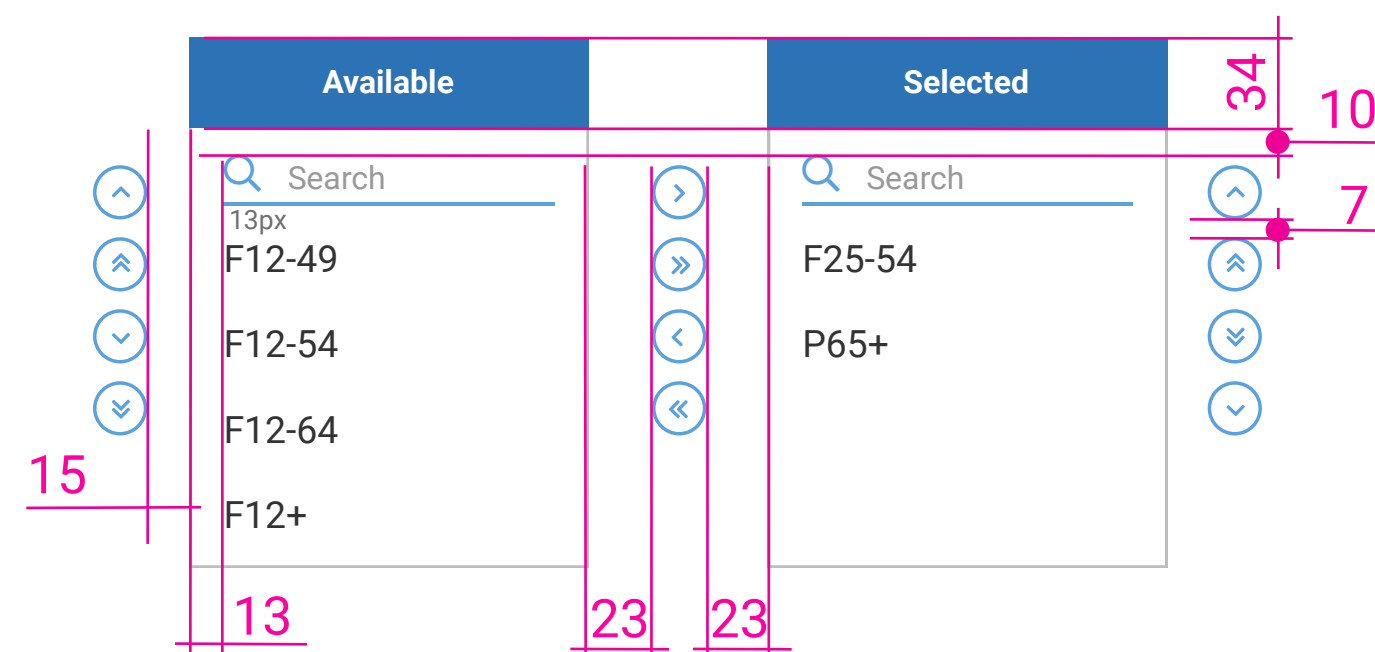 Available
Selected
34
10
Search
Search
7
13px
F12-49
F25-54
F12-54
P65+
F12-64
15
F12+
13
23
23